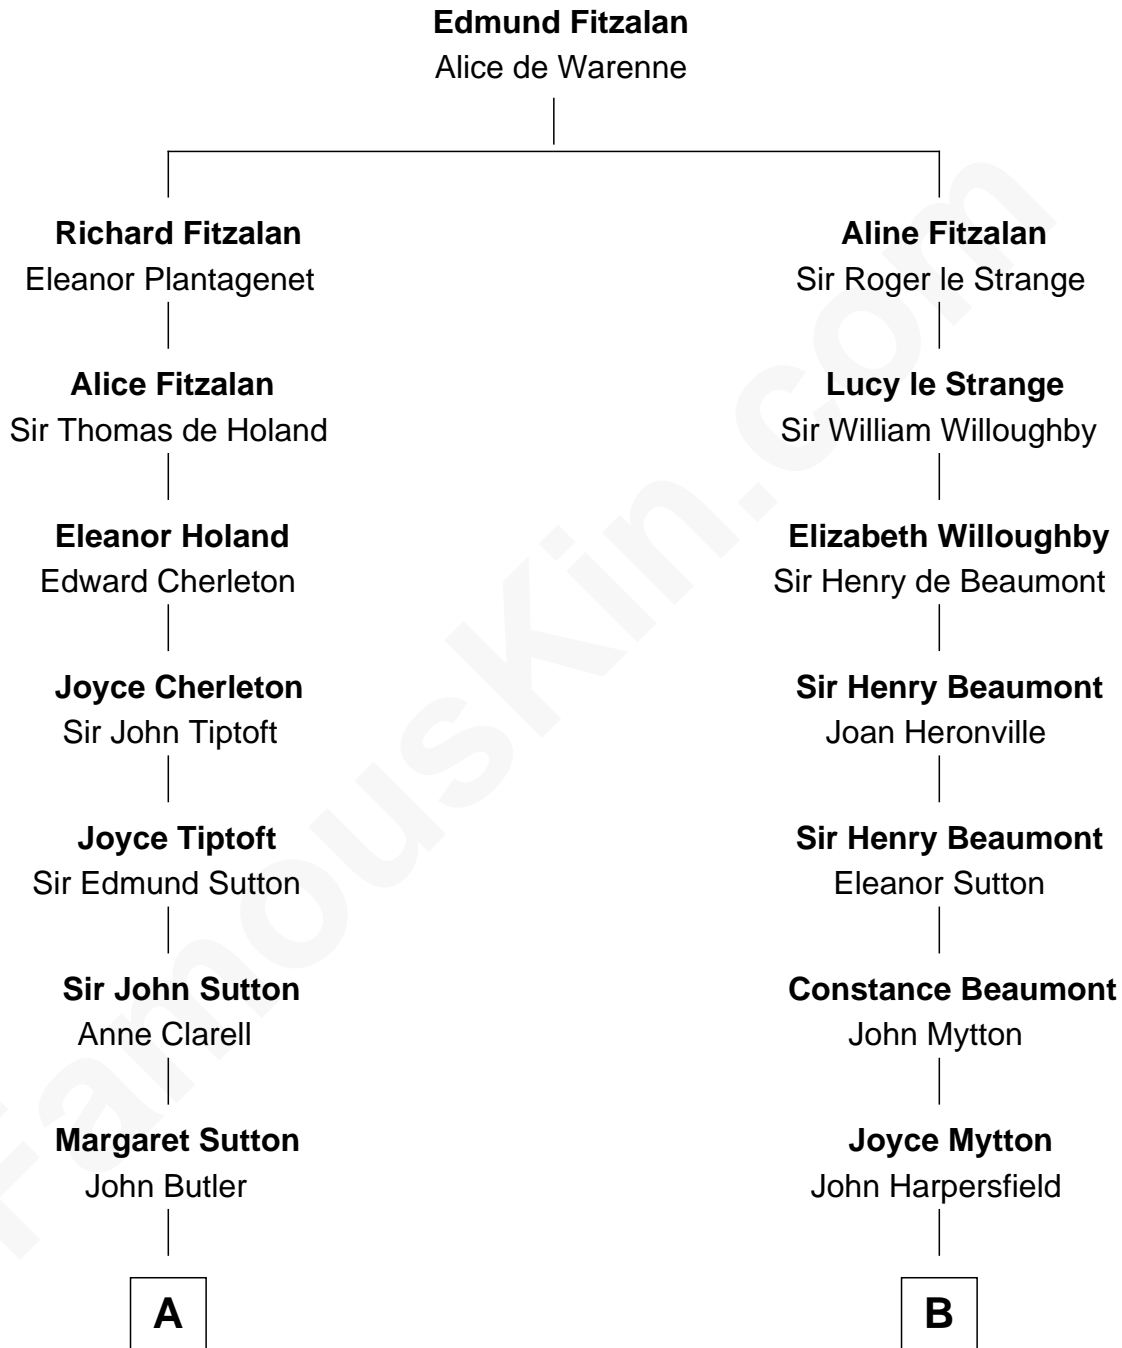 Edmund Fitzalan
Alice de Warenne
Richard Fitzalan
Eleanor Plantagenet
Aline Fitzalan
Sir Roger le Strange
Alice Fitzalan
Sir Thomas de Holand
Lucy le Strange
Sir William Willoughby
Eleanor Holand
Edward Cherleton
Elizabeth Willoughby
Sir Henry de Beaumont
Joyce Cherleton
Sir John Tiptoft
Sir Henry Beaumont
Joan Heronville
Joyce Tiptoft
Sir Edmund Sutton
Sir Henry Beaumont
Eleanor Sutton
Sir John Sutton
Anne Clarell
Constance Beaumont
John Mytton
Margaret Sutton
John Butler
Joyce Mytton
John Harpersfield
A
B
FamousKin.com